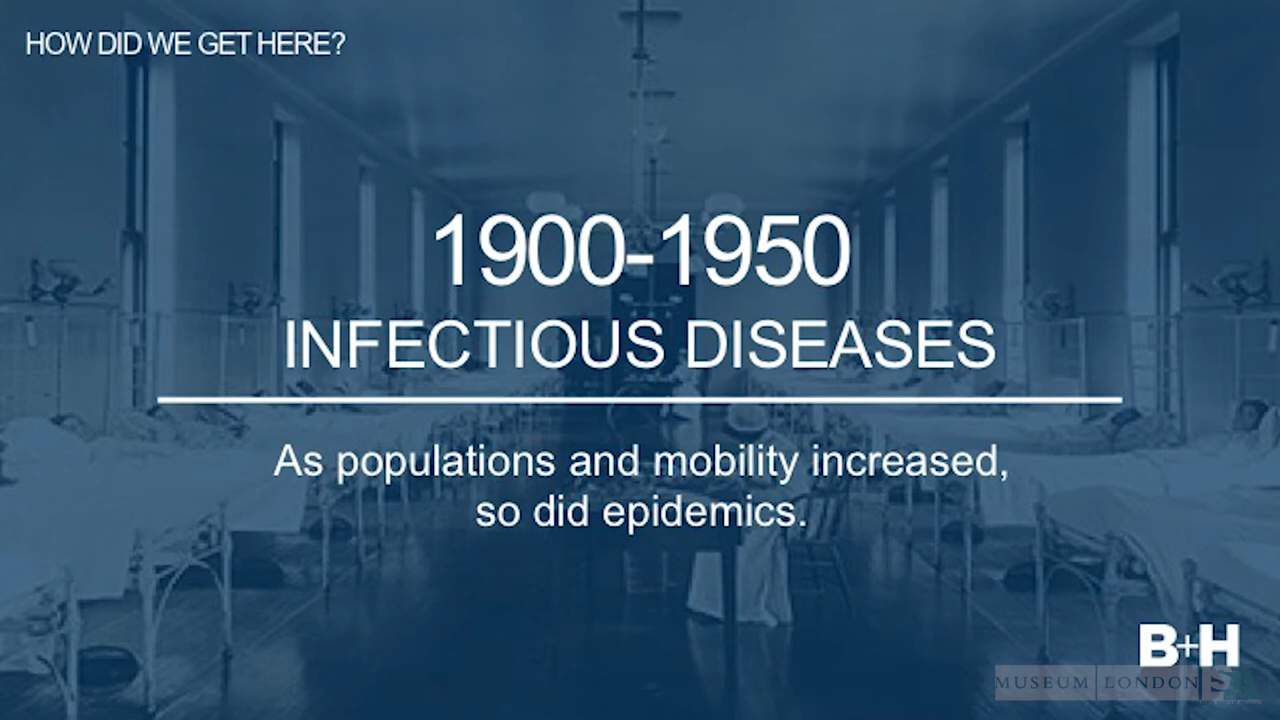 HOW DID WE GET HERE?
1900-1950
INFECTIOUS DISEASES
As populations and mobility increased,
so did epidemics.
B+H
MUSEUM LONDON